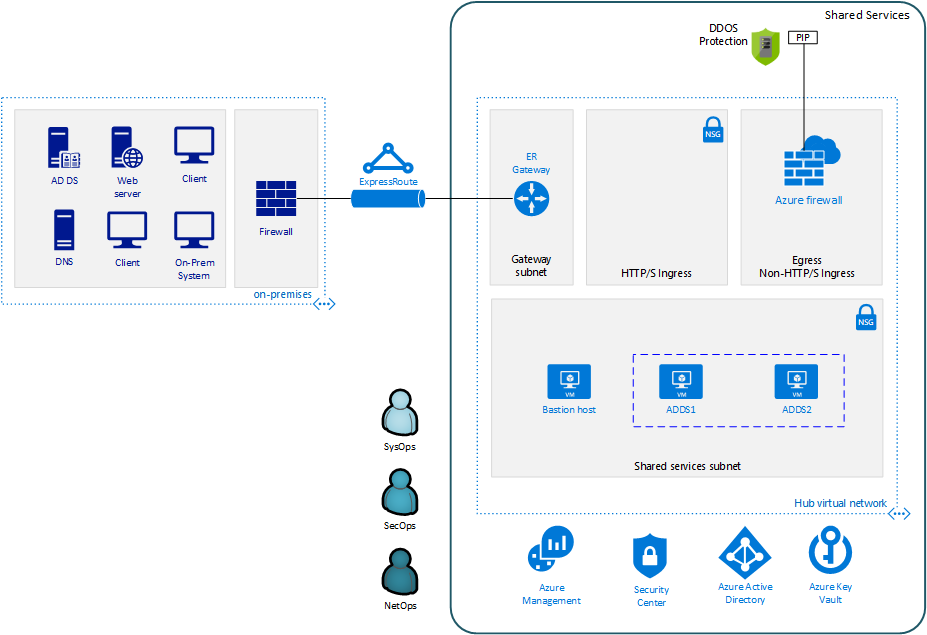 Shared Services
DDOS
Protection
PIP
AD DS
Web
server
Client
DNS
Client
On-Prem
System
Firewall
on-premises
ExpressRoute
ER
Gateway
Gateway
subnet
NSG
HTTP/S Ingress
Azure firewall
Egress
Non-HTTP/S Ingress
NSG
VM
Bastion host
VM
ADDS1
VM
ADDS2
Shared services subnet
Hub virtual network
SysOps
SecOps
NetOps
Azure
Management
Security
Center
Azure Active
Directory
Azure Key
Vault